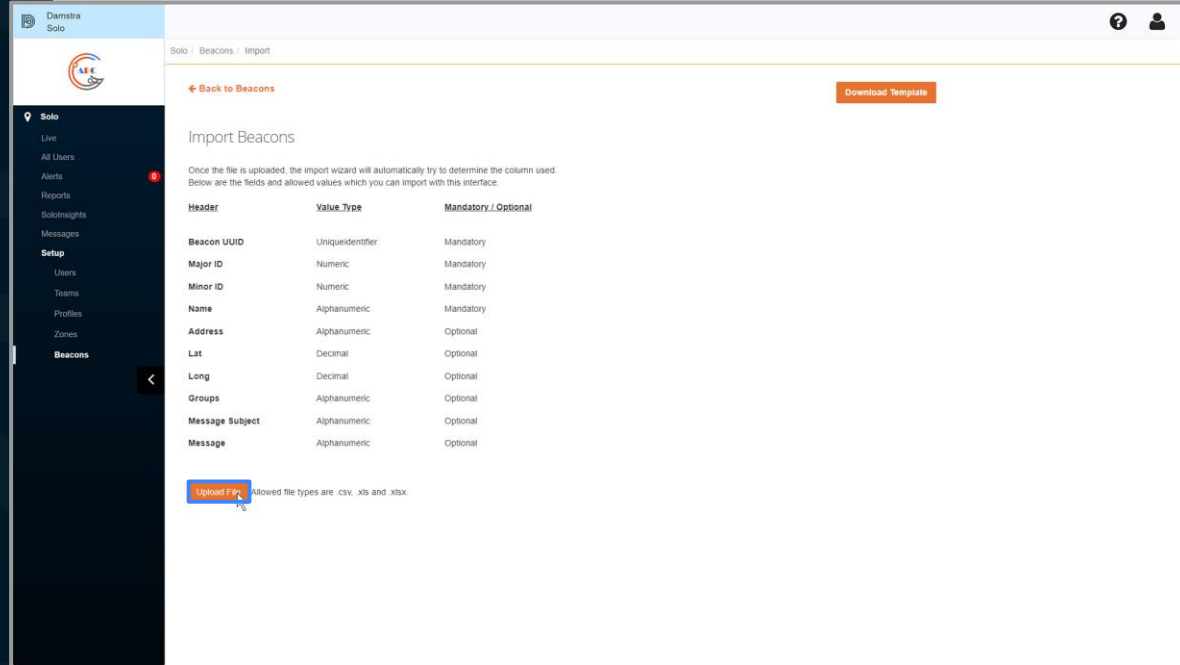 Damstra
Solo
Solo / Beacons / Import
ABC
Back to Beacons
Download Template
Solo
Live
All Users
Alerts 0
Reports
SoloInsights
Messages
Setup
Users
Teams
Profiles
Zones
Beacons
Import Beacons
Once the file is uploaded, the import wizard will automatically try to determine the column used.
Below are the fields and allowed values which you can import with this interface.
Header Value Type Mandatory / Optional
Beacon UUID Uniqueidentifier Mandatory
Major ID Numeric Mandatory
Minor ID Numeric Mandatory
Name Alphanumeric Mandatory
Address Alphanumeric Optional
Lat Decimal Optional
Long Decimal Optional
Groups Alphanumeric Optional
Message Subject Alphanumeric Optional
Message Alphanumeric Optional
Upload File Allowed file types are .csv, .xls and .xlsx.